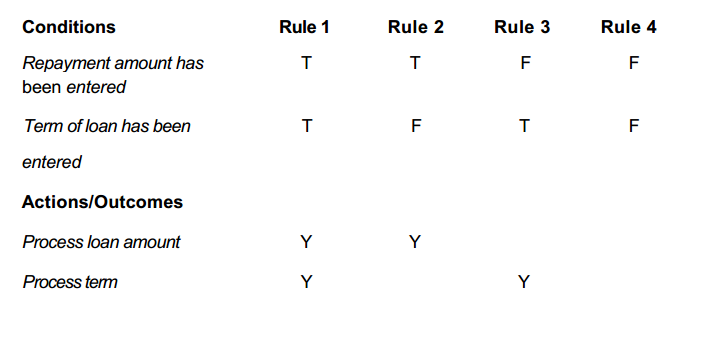 Conditions Rule 1 Rule 2 Rule 3 Rule 4
Repayment amount has T T F F
been entered
Term of loan has been T F T F
entered
Actions/Outcomes
Process loan amount Y Y
Process term Y Y